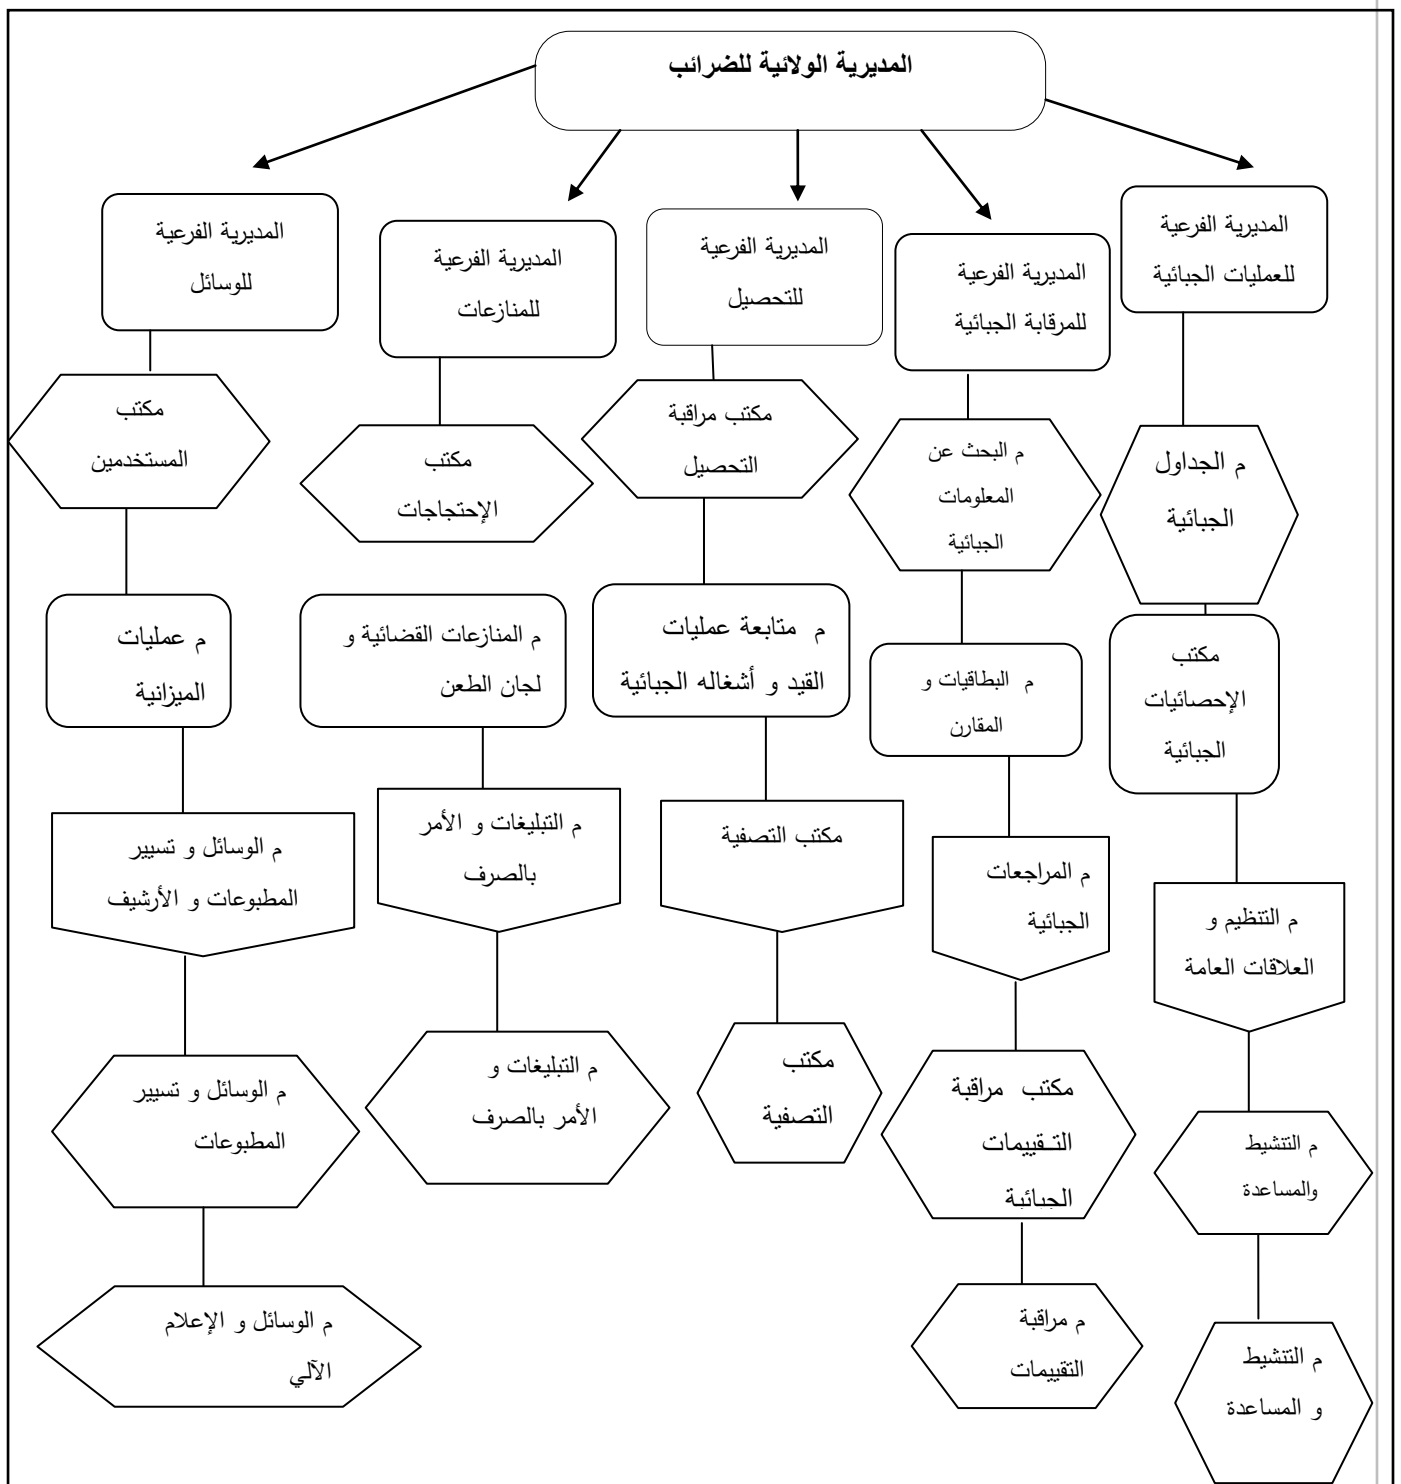 المديرية الولائية للضرائب
المديرية الفرعية
للعمليات الجبائية
م الجداول
الجبائية
مكتب
الإحصائيات
الجبائية
م التنظيم و
العلاقات العامة
م التنشيط
والمساعدة
م التنشيط
و المساعدة
المديرية الفرعية
للمرقابة الجبائية
م البحث عن
المعلومات
الجبائية
م البطاقيات و
المقارن
م المراجعات
الجبائية
مكتب مراقبة
التـقييمات
الجبائية
م مراقبة
التقييمات
المديرية الفرعية
للتحصيل
مكتب مراقبة
التحصيل
م متابعة عمليات
القيد و أشغاله الجبائية
مكتب التصفية
مكتب
التصفية
المديرية الفرعية
للمنازعات
مكتب
الإحتجاجات
م المنازعات القضائية و
لجان الطعن
م التبليغات و الأمر
بالصرف
م التبليغات و
الأمر بالصرف
المديرية الفرعية
للوسائل
مكتب
المستخدمين
م عمليات
الميزانية
م الوسائل و تسيير
المطبوعات و الأرشيف
م الوسائل و تسيير
المطبوعات
م الوسائل و الإعلام
الآلي